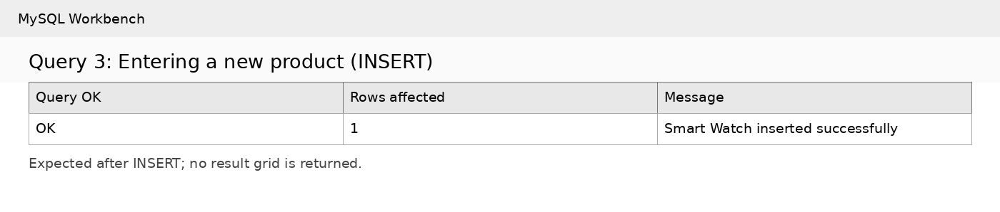 MySQL Workbench
Query 3: Entering a new product (INSERT)
Query OK Rows affected Message
OK 1 Smart Watch inserted successfully
Expected after INSERT; no result grid is returned.